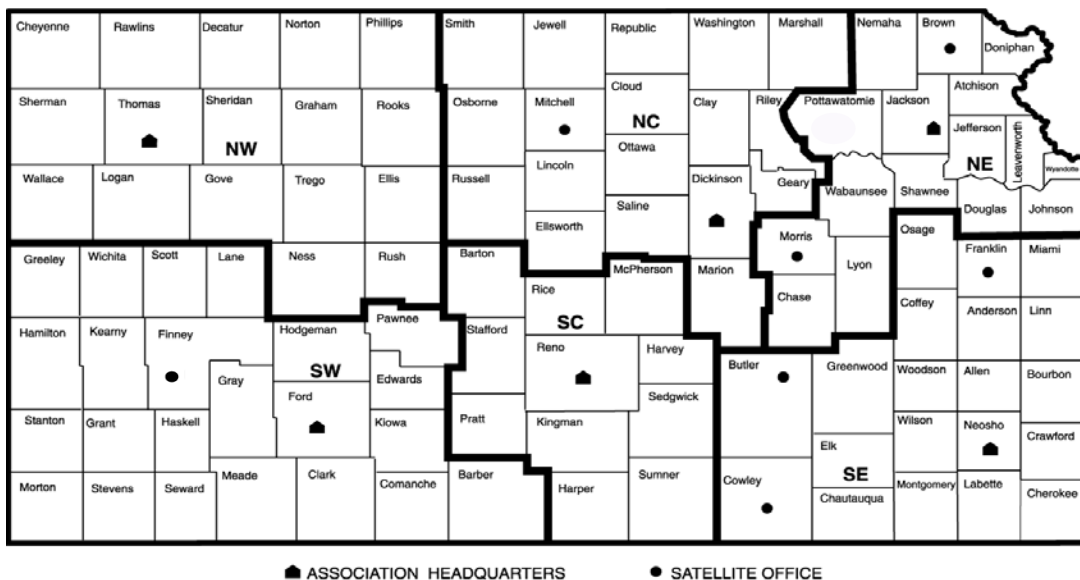 Cheyenne Rawlins Decatur Norton Phillips Smith Jewell Republic Washington Marshall Nemaha Brown
Doniphan
Sherman Thomas Sheridan Graham Rooks Osborne Mitchell Cloud Clay Riley Pottawatomie Jackson Atchison
NW NC Jefferson Leavenworth NE
Ottawa
Wallace Logan Gove Trego Ellis Russell Lincoln Dickinson Geary Wabaunsee Shawnee Wyandotte
Saline
Ellsworth Douglas Johnson
Greeley Wichita Scott Lane Ness Rush Barton Morris Osage Franklin Miami
Rice McPherson Marion Lyon
Chase
Hamilton Kearny Finney Hodgeman Pawnee Stafford SC Coffey Anderson Linn
Reno Harvey
Gray SW Edwards Butler Greenwood Woodson Allen Bourbon
Ford Sedgwick
Stanton Grant Haskell Kiowa Pratt Kingman Wilson Neosho Crawford
Elk
Morton Stevens Seward Meade Clark Comanche Barber Harper Sumner Cowley SE Montgomery Labette Cherokee
Chautauqua
ASSOCIATION HEADQUARTERS SATELLITE OFFICE